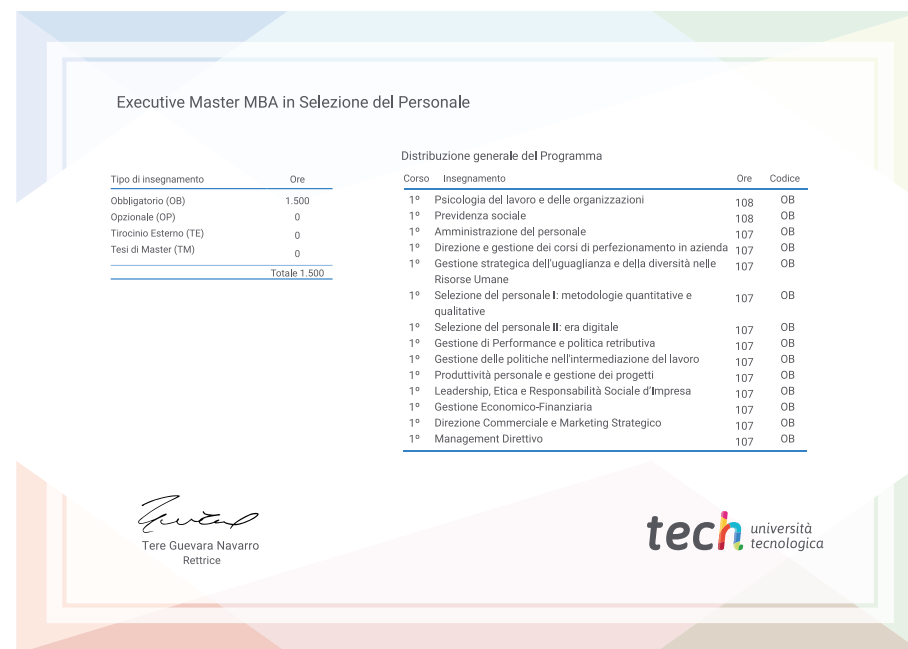 Executive Master MBA in Selezione del Personale
Tipo di insegnamento Ore
Obbligatorio (OB) 1.500
Opzionale (OP) 0
Tirocinio Esterno (TE) 0
Tesi di Master (TM) 0
Totale 1.500
Distribuzione generale del Programma
Corso Insegnamento Ore Codice
1º Psicologia del lavoro e delle organizzazioni 108 OB
1º Previdenza sociale 108 OB
1º Amministrazione del personale 107 OB
1º Direzione e gestione dei corsi di perfezionamento in azienda 107 OB
1º Gestione strategica dell'uguaglianza e della diversità nelle 107 OB
Risorse Umane
1º Selezione del personale I: metodologie quantitative e 107 OB
qualitative
1º Selezione del personale II: era digitale 107 OB
1º Gestione di Performance e politica retributiva 107 OB
1º Gestione delle politiche nell'intermediazione del lavoro 107 OB
1º Produttività personale e gestione dei progetti 107 OB
1º Leadership, Etica e Responsabilità Sociale d'Impresa 107 OB
1º Gestione Economico-Finanziaria 107 OB
1º Direzione Commerciale e Marketing Strategico 107 OB
1º Management Direttivo 107 OB
Tere Guevara Navarro
Rettrice
tech università
tecnologica